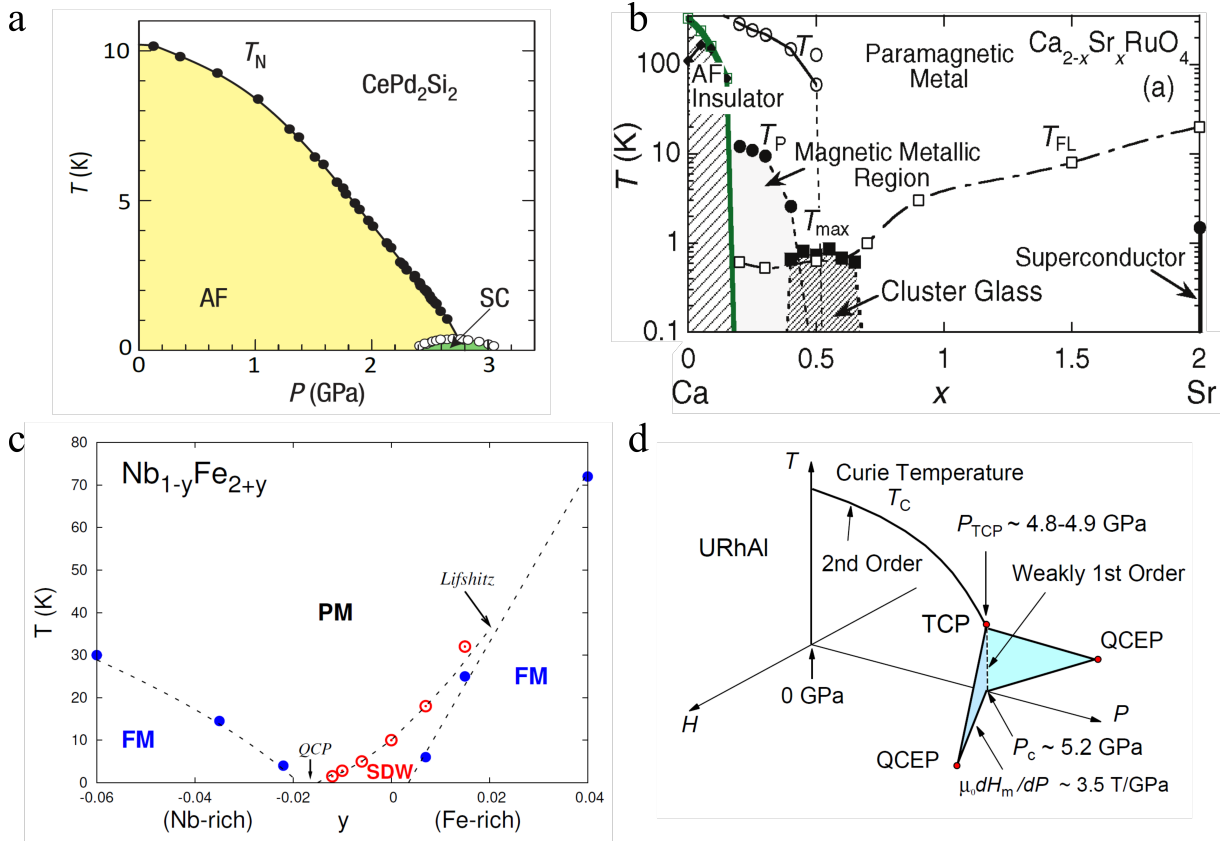 a
10
5
0
T (K)
T_N
CePd₂Si₂
AF
SC
0
1
2
3
P (GPa)
b
100
10
1
0.1
T (K)
T
Paramagnetic
Metal
Ca₂₋ₓSrₓRuO₄
(a)
AF
Insulator
T_P
Magnetic Metallic
Region
T_FL
T_max
Superconductor
Cluster Glass
0
0.5
1
1.5
2
Ca
x
Sr
c
80
70
60
50
40
30
20
10
0
T (K)
Nb₁₋yFe₂₊y
Lifshitz
PM
FM
FM
QCP
SDW
-0.06
-0.04
-0.02
0
0.02
0.04
(Nb-rich)
y
(Fe-rich)
d
T
Curie Temperature
T_C
P_TCP ~ 4.8-4.9 GPa
URhAl
2nd Order
Weakly 1st Order
TCP
QCEP
0 GPa
H
P
P_c ~ 5.2 GPa
QCEP
μ₀dH_m/dP ~ 3.5 T/GPa